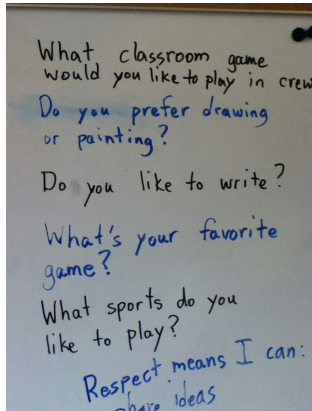 What classroom game
would you like to play in crew
Do you prefer drawing
or painting?
Do you like to write?
What's your favorite
game?
What sports do you
like to play?
Respect means I can:
share ideas